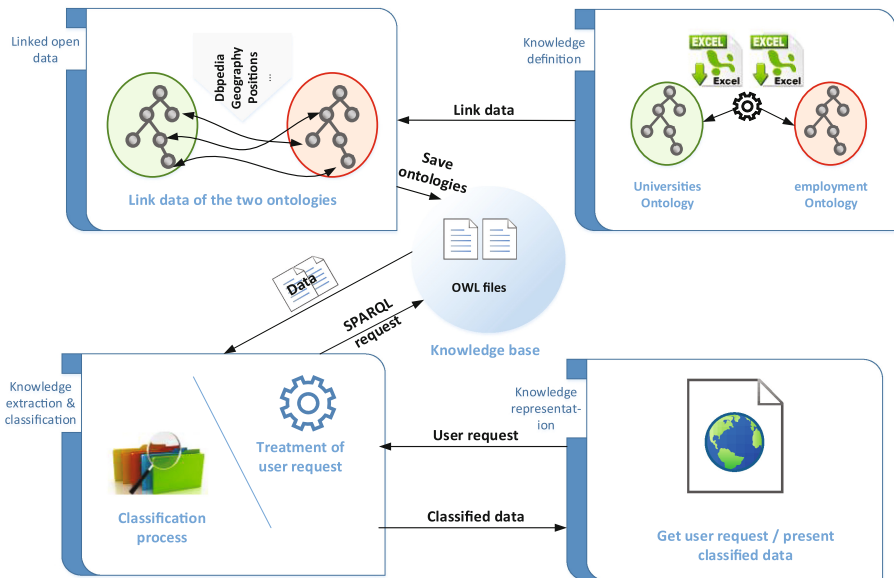 Linked open
data
Dbpedia
Geography
Positions
...
Link data of the two ontologies
Link data
Knowledge
definition
EXCEL
Excel
EXCEL
Excel
Universities
Ontology
employment
Ontology
Save
ontologies
OWL files
Knowledge base
Data
SPARQL
request
Knowledge
extraction &
classification
Treatment of
user request
Classification
process
User request
Classified data
Knowledge
representat-
ion
Get user request / present
classified data